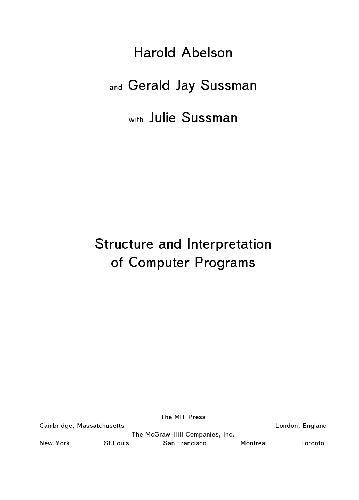 Harold Abelson
and Gerald Jay Sussman
with Julie Sussman
Structure and Interpretation
of Computer Programs
The MIT Press
Cambridge, Massachusetts London, England
The McGraw-Hill Companies, Inc.
New York St.Louis San Francisco Montreal Toronto